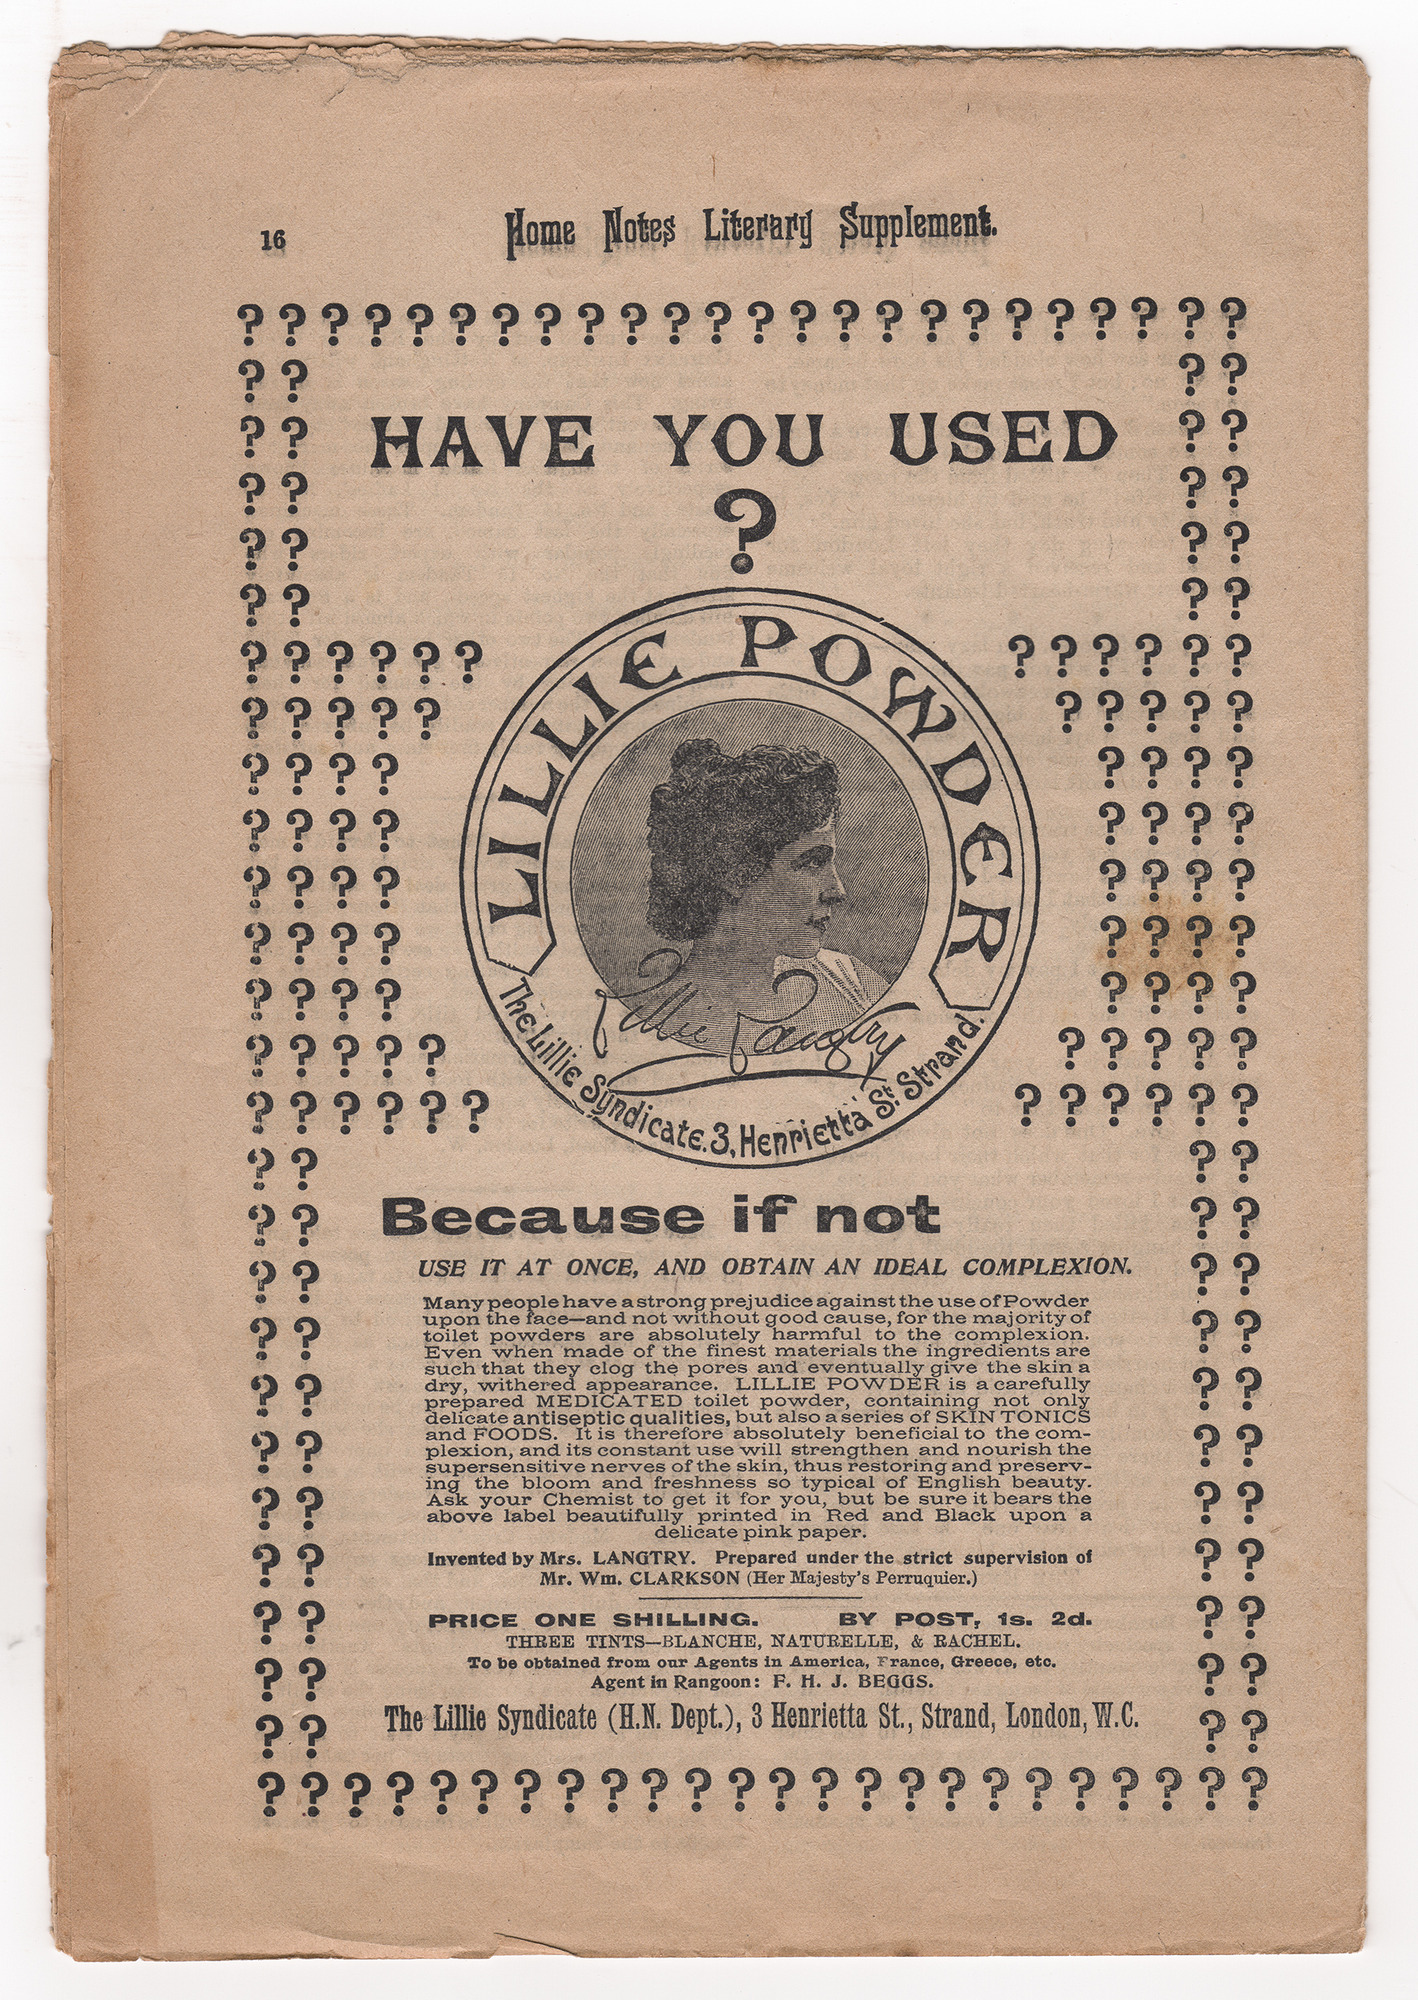 16
Home Notes Literary Supplement.
? ? ? ? ? ? ? ? ? ? ? ? ? ? ? ? ? ? ? ? ? ? ? ?
HAVE YOU USED
?
LILLIE POWDER
Lillie Langtry
The Lillie Syndicate. 3, Henrietta St. Strand.
Because if not
USE IT AT ONCE, AND OBTAIN AN IDEAL COMPLEXION.
Many people have a strong prejudice against the use of Powder
upon the face—and not without good cause, for the majority of
toilet powders are absolutely harmful to the complexion.
Even when made of the finest materials the ingredients are
such that they clog the pores and eventually give the skin a
dry, withered appearance. LILLIE POWDER is a carefully
prepared MEDICATED toilet powder, containing not only
delicate antiseptic qualities, but also a series of SKIN TONICS
and FOODS. It is therefore absolutely beneficial to the com-
plexion, and its constant use will strengthen and nourish the
supersensitive nerves of the skin, thus restoring and preserv-
ing the bloom and freshness so typical of English beauty.
Ask your Chemist to get it for you, but be sure it bears the
above label beautifully printed in Red and Black upon a
delicate pink paper.
Invented by Mrs. LANGTRY. Prepared under the strict supervision of
Mr. Wm. CLARKSON (Her Majesty's Perruquier.)
PRICE ONE SHILLING. BY POST, 1s. 2d.
THREE TINTS—BLANCHE, NATURELLE, & RACHEL.
To be obtained from our Agents in America, France, Greece, etc.
Agent in Rangoon: F. H. J. BEGGS.
The Lillie Syndicate (H.N. Dept.), 3 Henrietta St., Strand, London, W.C.
? ? ? ? ? ? ? ? ? ? ? ? ? ? ? ? ? ? ? ? ? ? ? ?